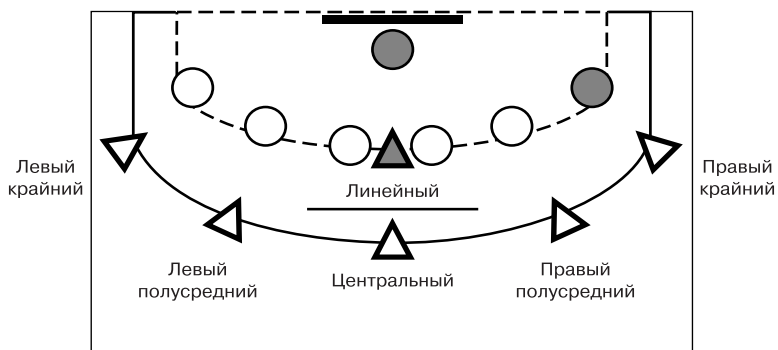 Левый
крайний
Линейный
Правый
крайний
Левый
полусредний
Центральный
Правый
полусредний